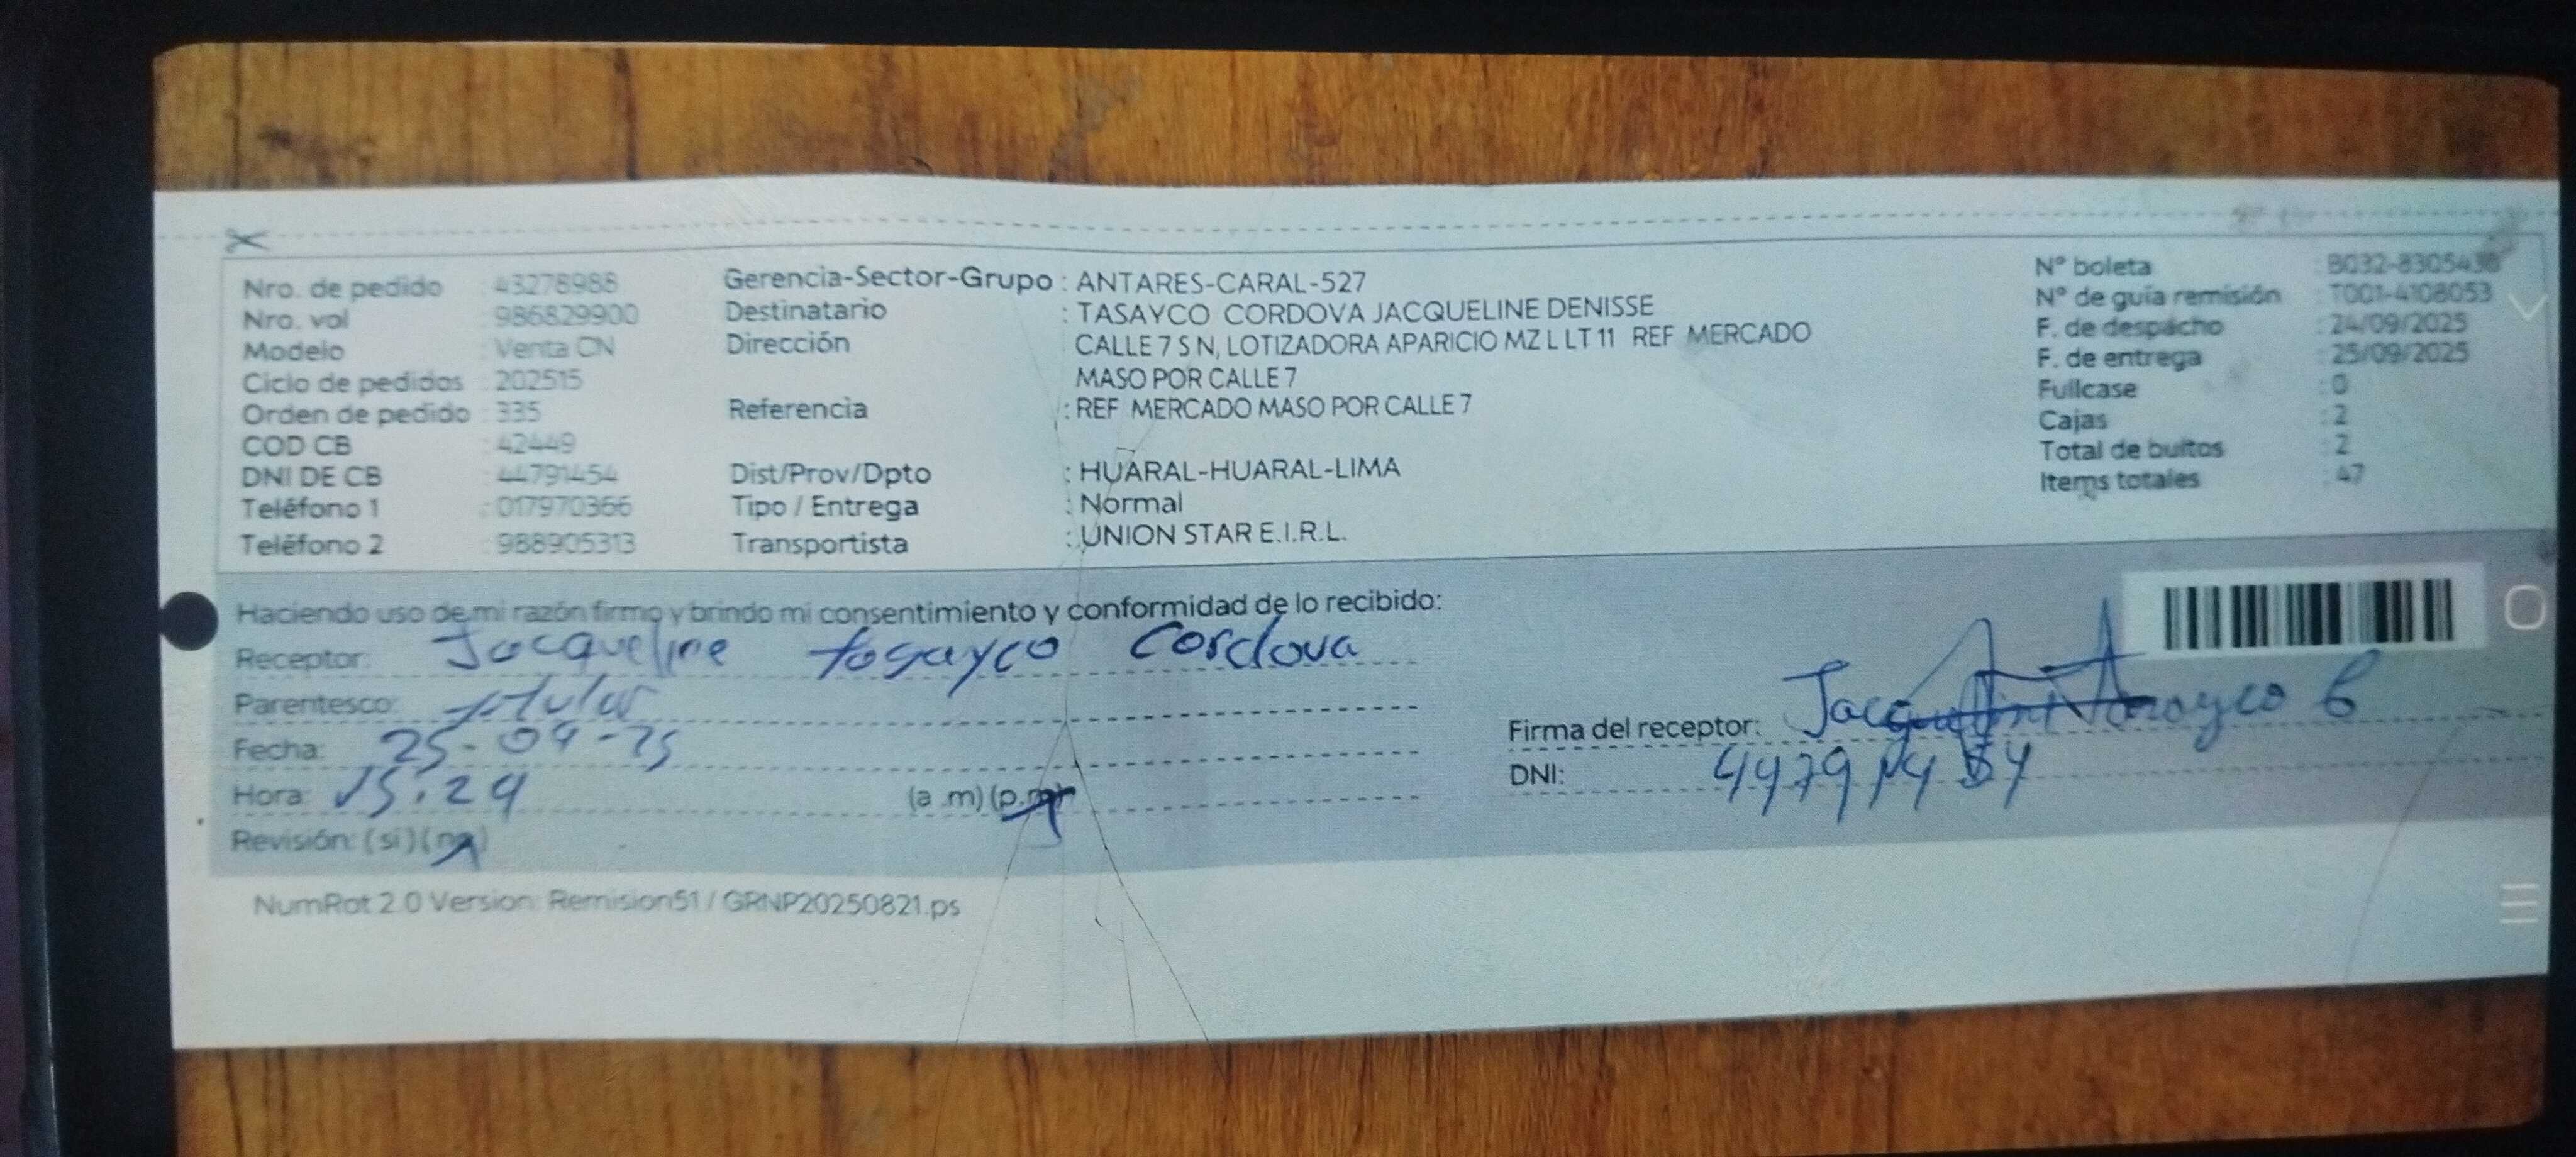 Nro. de pedido : 43278988
Nro. vol : 986829900
Modelo : Venta CN
Ciclo de pedidos : 202515
Orden de pedido : 335
COD CB : 42449
DNI DE CB : 44791454
Teléfono 1 : 017970366
Teléfono 2 : 988905313
Gerencia-Sector-Grupo : ANTARES-CARAL-527
Destinatario : TASAYCO CORDOVA JACQUELINE DENISSE
Dirección CALLE 7 S N, LOTIZADORA APARICIO MZ L LT 11 REF MERCADO
MASO POR CALLE 7
Referencia : REF MERCADO MASO POR CALLE 7
Dist/Prov/Dpto : HUARAL-HUARAL-LIMA
Tipo / Entrega : Normal
Transportista : UNION STAR E.I.R.L.
N° boleta : B032-8305438
N° de guía remisión : T001-4108053
F. de despacho : 24/09/2025
F. de entrega : 25/09/2025
Fullcase : 0
Cajas : 2
Total de bultos : 2
Items totales : 47
Haciendo uso de mi razón firmo y brindo mi consentimiento y conformidad de lo recibido:
Receptor: Jacqueline tasayco Cordova
Parentesco: titular
Fecha: 25-09-25
Hora: 15:29 (a.m) (p.m)
Revisión: (si) (no)
Firma del receptor: Jacqueline Tasayco C
DNI: 44791454
NumRot 2.0 Version: Remision51 / GRNP20250821.ps